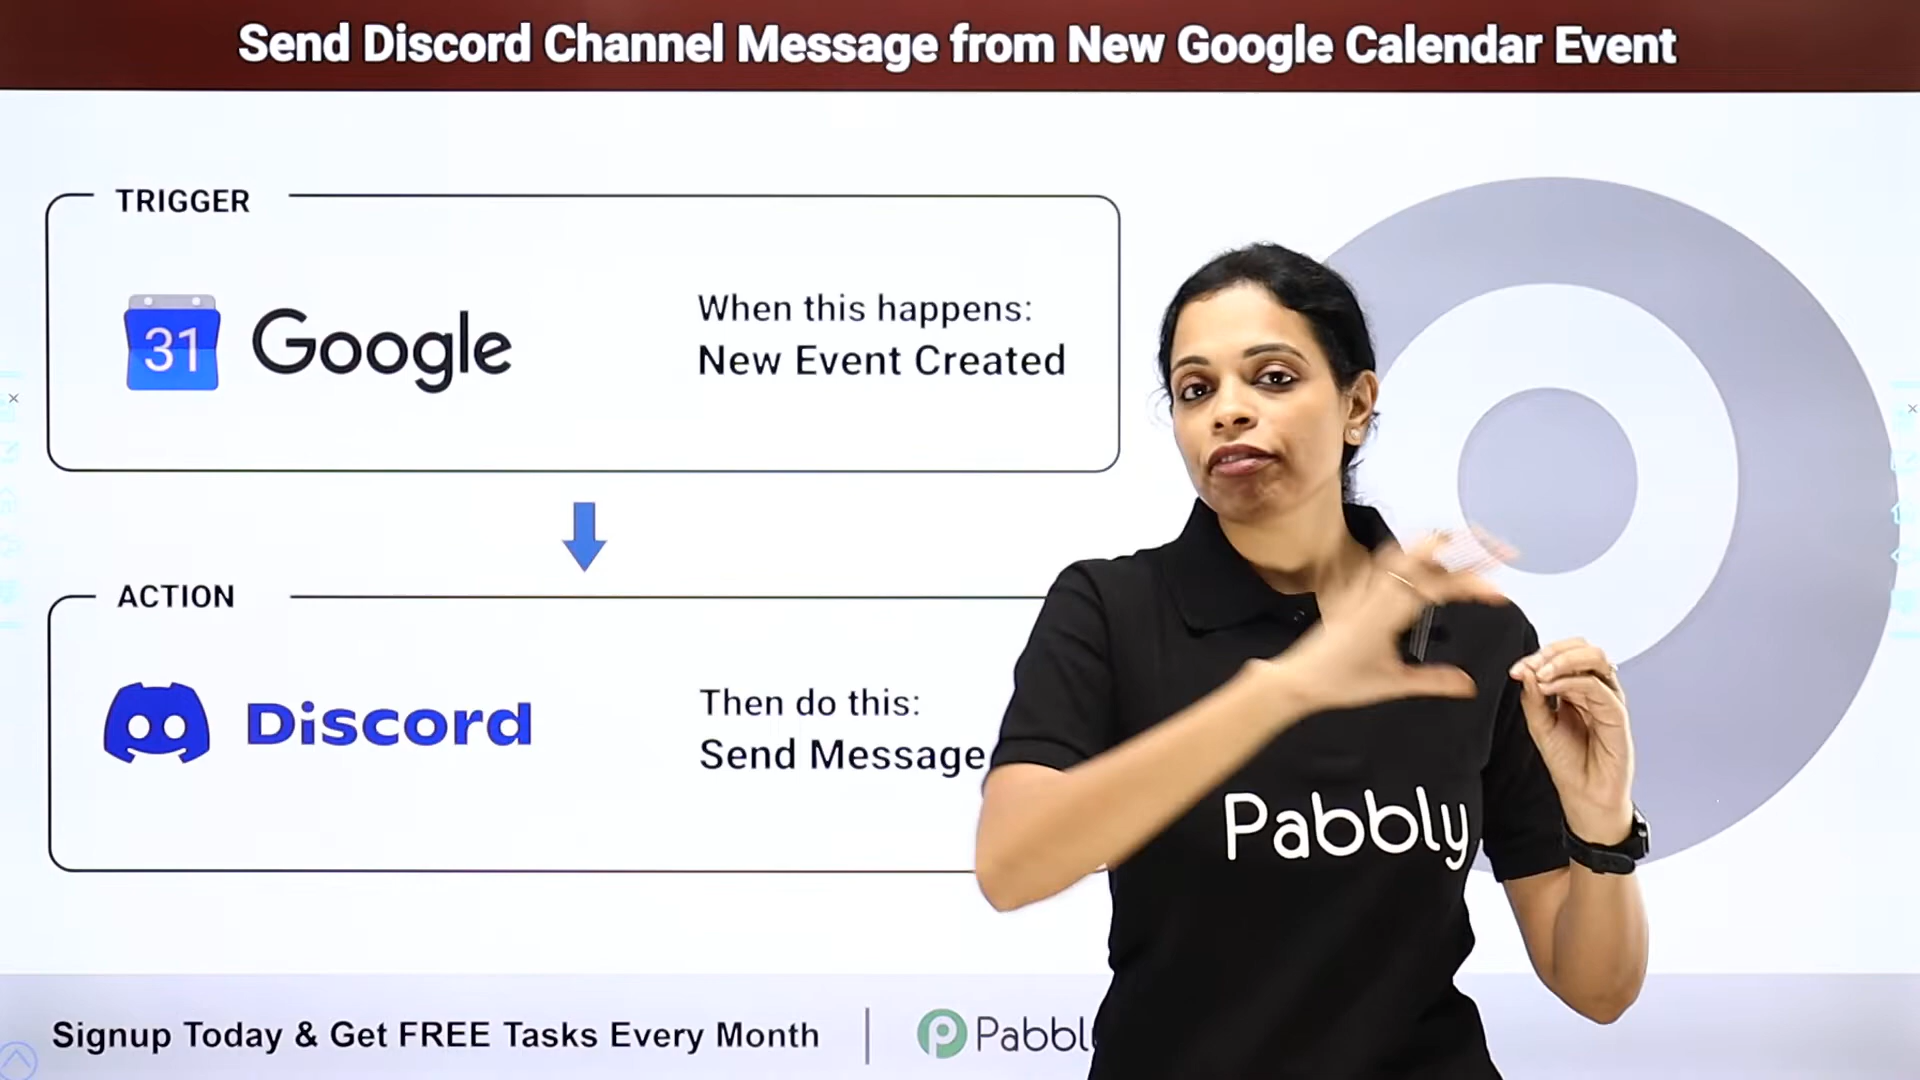 Send Discord Channel Message from New Google Calendar Event
TRIGGER
31
Google
When this happens:
New Event Created
ACTION
Discord
Then do this:
Send Message
Pabbly
Signup Today & Get FREE Tasks Every Month
Pabbl